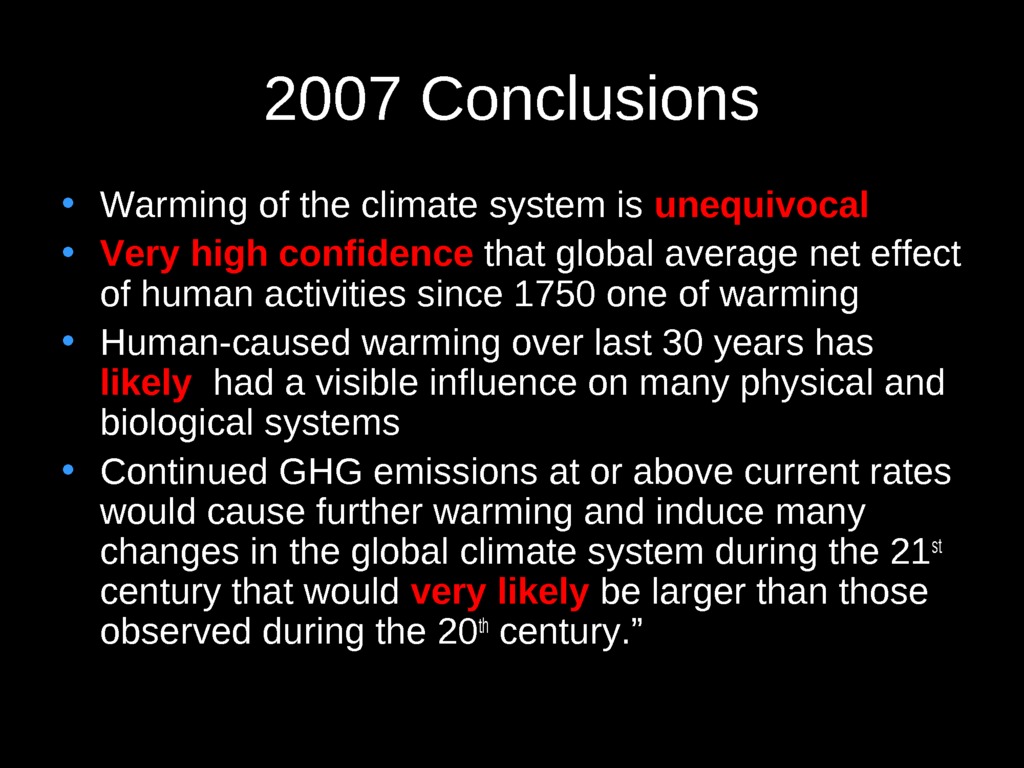 2007 Conclusions
• Warming of the climate system is unequivocal
• Very high confidence that global average net effect
of human activities since 1750 one of warming
• Human-caused warming over last 30 years has
likely  had a visible influence on many physical and
biological systems
• Continued GHG emissions at or above current rates
would cause further warming and induce many
changes in the global climate system during the 21st
century that would very likely be larger than those
observed during the 20th century.”